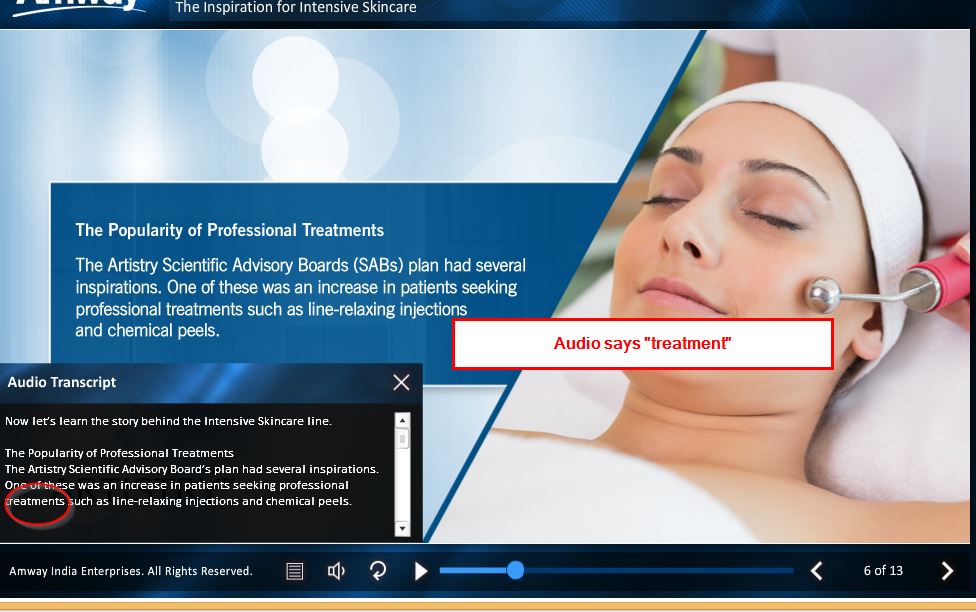 Amway
The Inspiration for Intensive Skincare
The Popularity of Professional Treatments
The Artistry Scientific Advisory Boards (SABs) plan had several
inspirations. One of these was an increase in patients seeking
professional treatments such as line-relaxing injections
and chemical peels.
Audio says "treatment"
Audio Transcript
Now let's learn the story behind the Intensive Skincare line.
The Popularity of Professional Treatments
The Artistry Scientific Advisory Board's plan had several inspirations.
One of these was an increase in patients seeking professional
treatments such as line-relaxing injections and chemical peels.
Amway India Enterprises. All Rights Reserved.
6 of 13